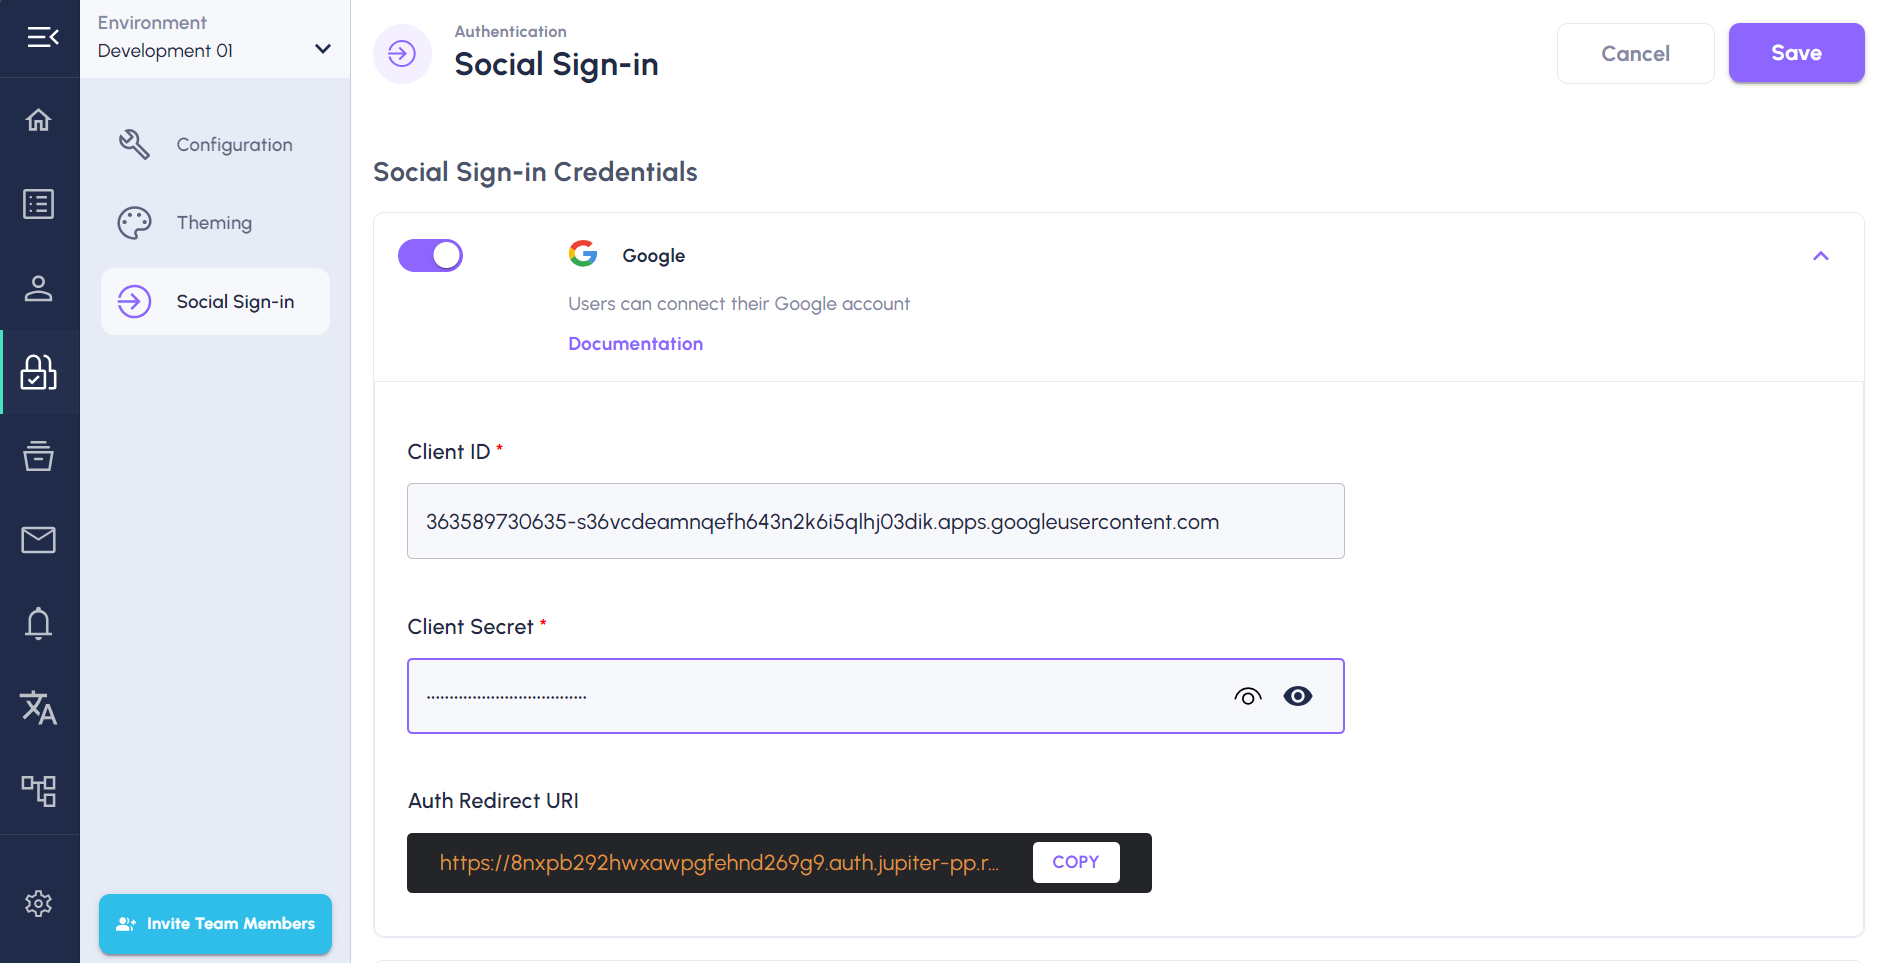 Environment
Development 01
Configuration
Theming
Social Sign-in
Invite Team Members
Authentication
Social Sign-in
Cancel
Save
Social Sign-in Credentials
Google
Users can connect their Google account
Documentation
Client ID *
363589730635-s36vcdeamnqefh643n2k6i5qlhj03dik.apps.googleusercontent.com
Client Secret *
Auth Redirect URI
https://8nxpb292hwxawpgfehnd269g9.auth.jupiter-pp.r...
COPY